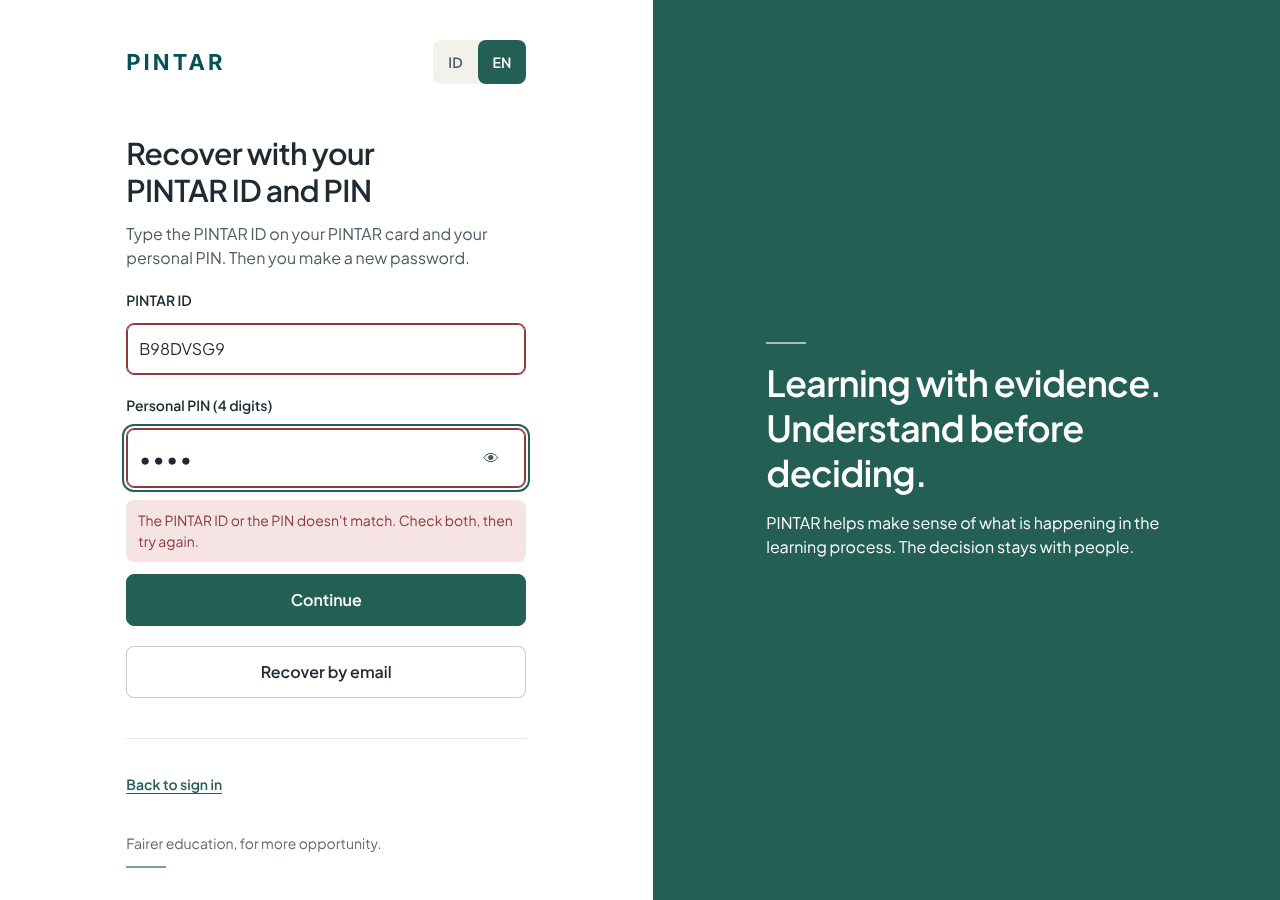 PINTAR
ID
EN
Recover with your
PINTAR ID and PIN
Type the PINTAR ID on your PINTAR card and your
personal PIN. Then you make a new password.
PINTAR ID
B98DVSG9
Personal PIN (4 digits)
••••
The PINTAR ID or the PIN doesn't match. Check both, then
try again.
Continue
Recover by email
Back to sign in
Fairer education, for more opportunity.
Learning with evidence.
Understand before
deciding.
PINTAR helps make sense of what is happening in the
learning process. The decision stays with people.